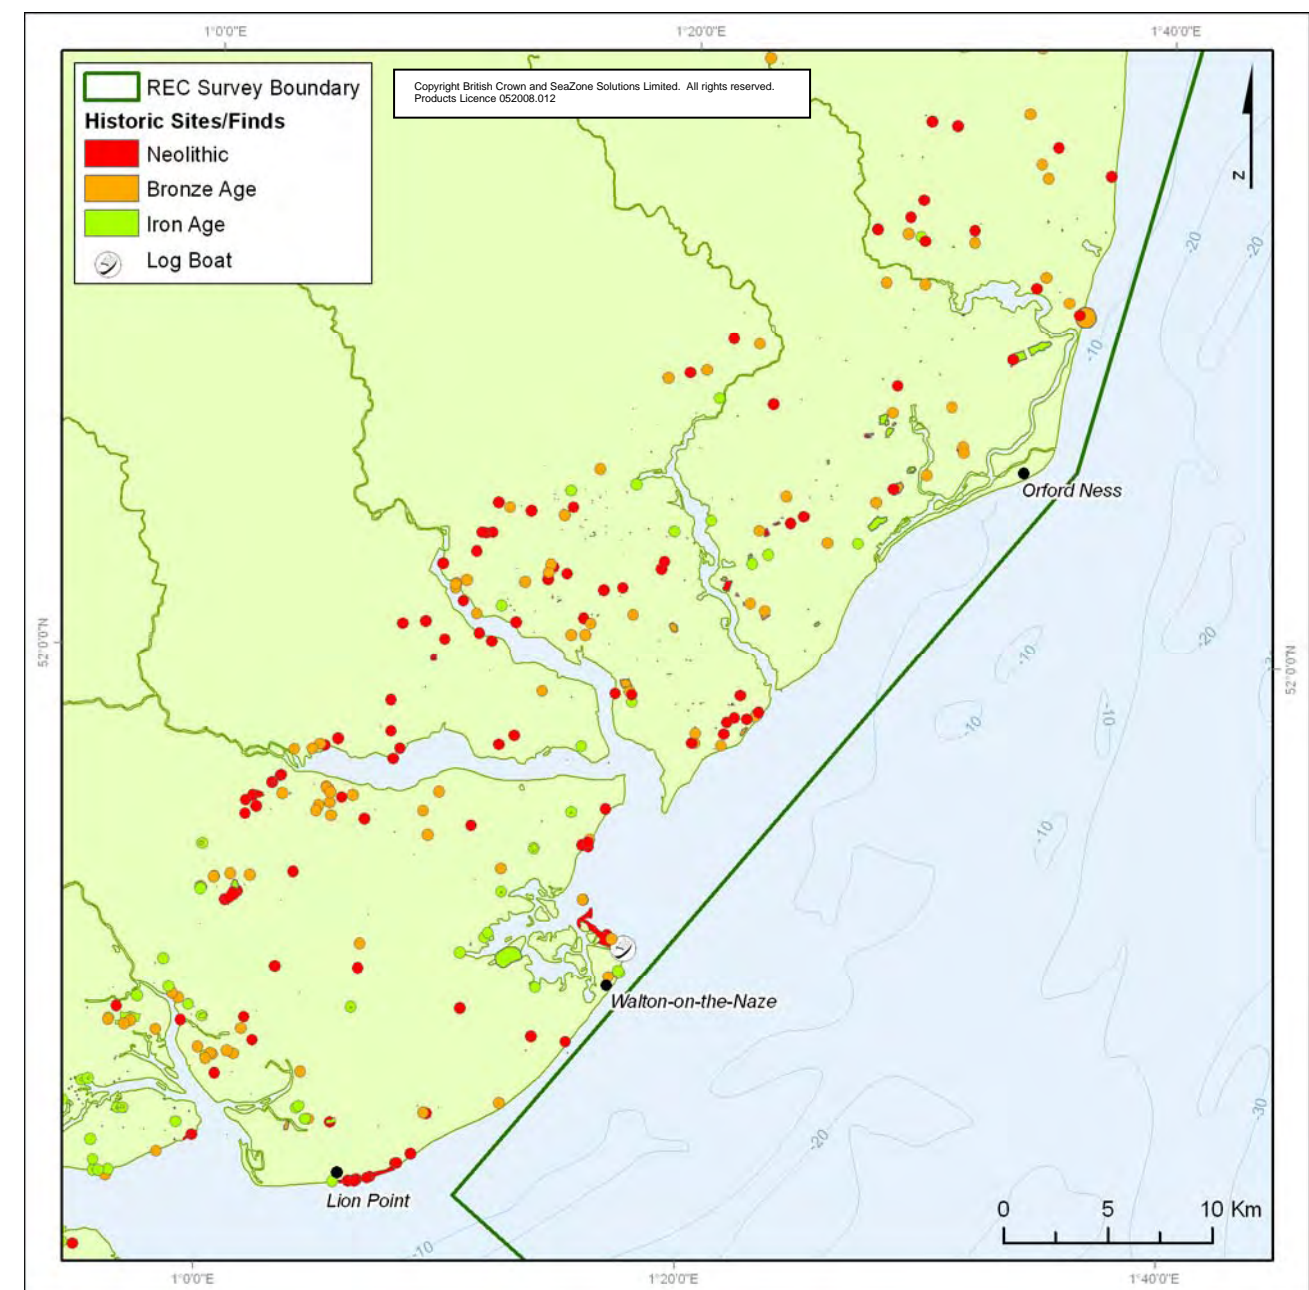 1°0'0"E 1°20'0"E 1°40'0"E
REC Survey Boundary
Historic Sites/Finds
Neolithic
Bronze Age
Iron Age
Log Boat
Copyright British Crown and SeaZone Solutions Limited. All rights reserved.
Products Licence 052008.012
N
-20
-20
-10
Orford Ness
52°0'0"N
52°0'0"N
-20
-10
-10
-10
-10
Walton-on-the-Naze
-30
-20
Lion Point
-10
0 5 10 Km
1°0'0"E 1°20'0"E 1°40'0"E